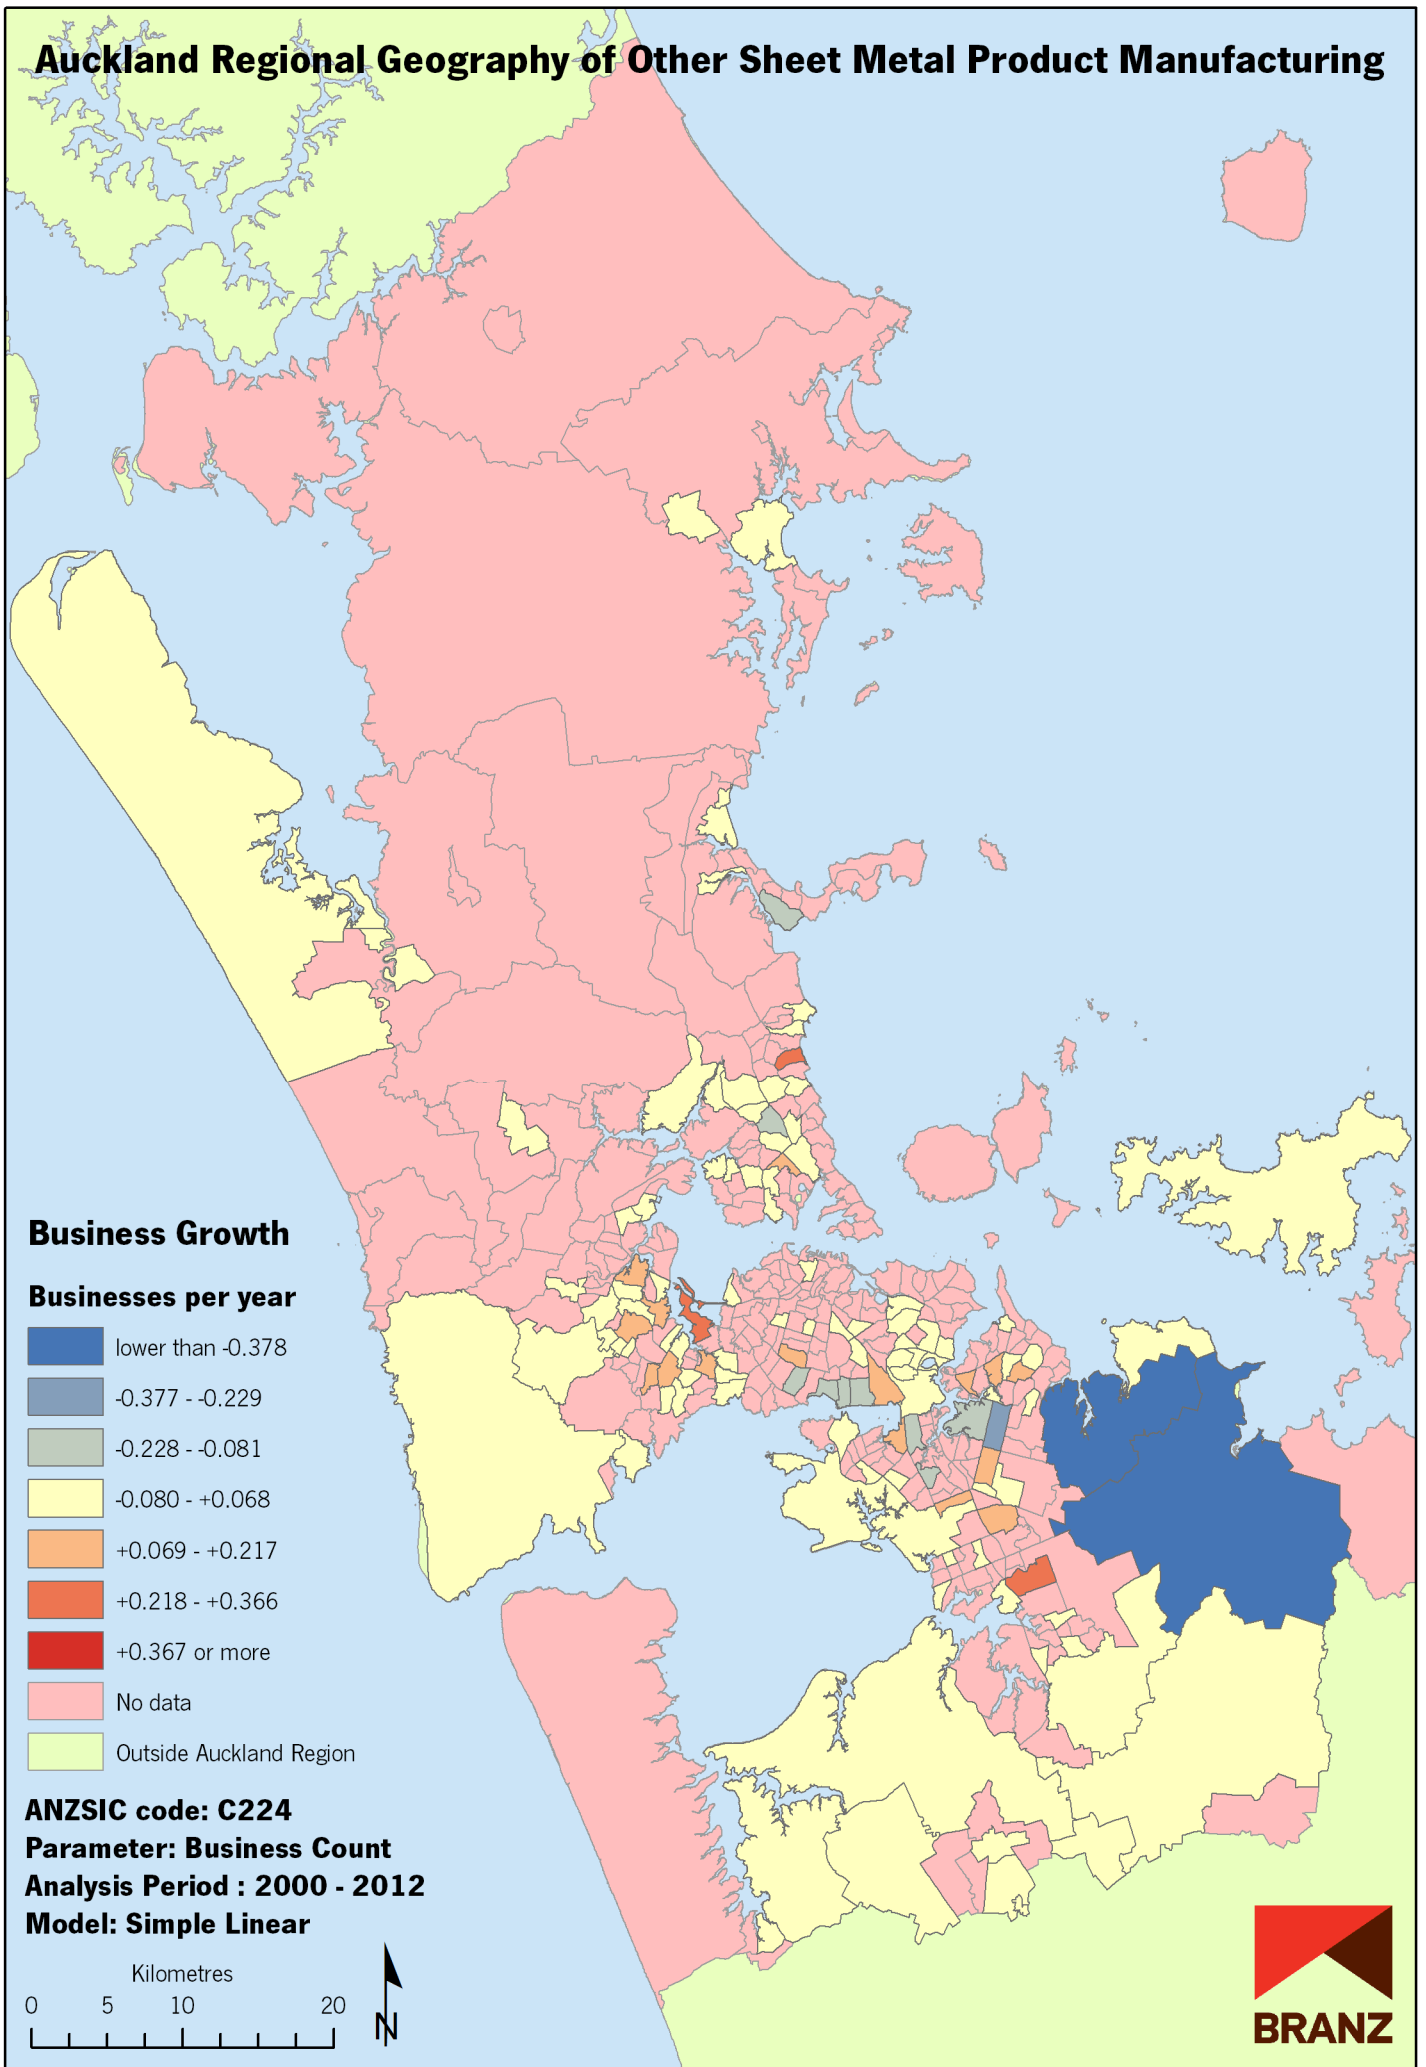 Auckland Regional Geography of Other Sheet Metal Product Manufacturing
Business Growth
Businesses per year
lower than -0.378
-0.377 - -0.229
-0.228 - -0.081
-0.080 - +0.068
+0.069 - +0.217
+0.218 - +0.366
+0.367 or more
No data
Outside Auckland Region
ANZSIC code: C224
Parameter: Business Count
Analysis Period : 2000 - 2012
Model: Simple Linear
Kilometres
0 5 10 20
N
BRANZ